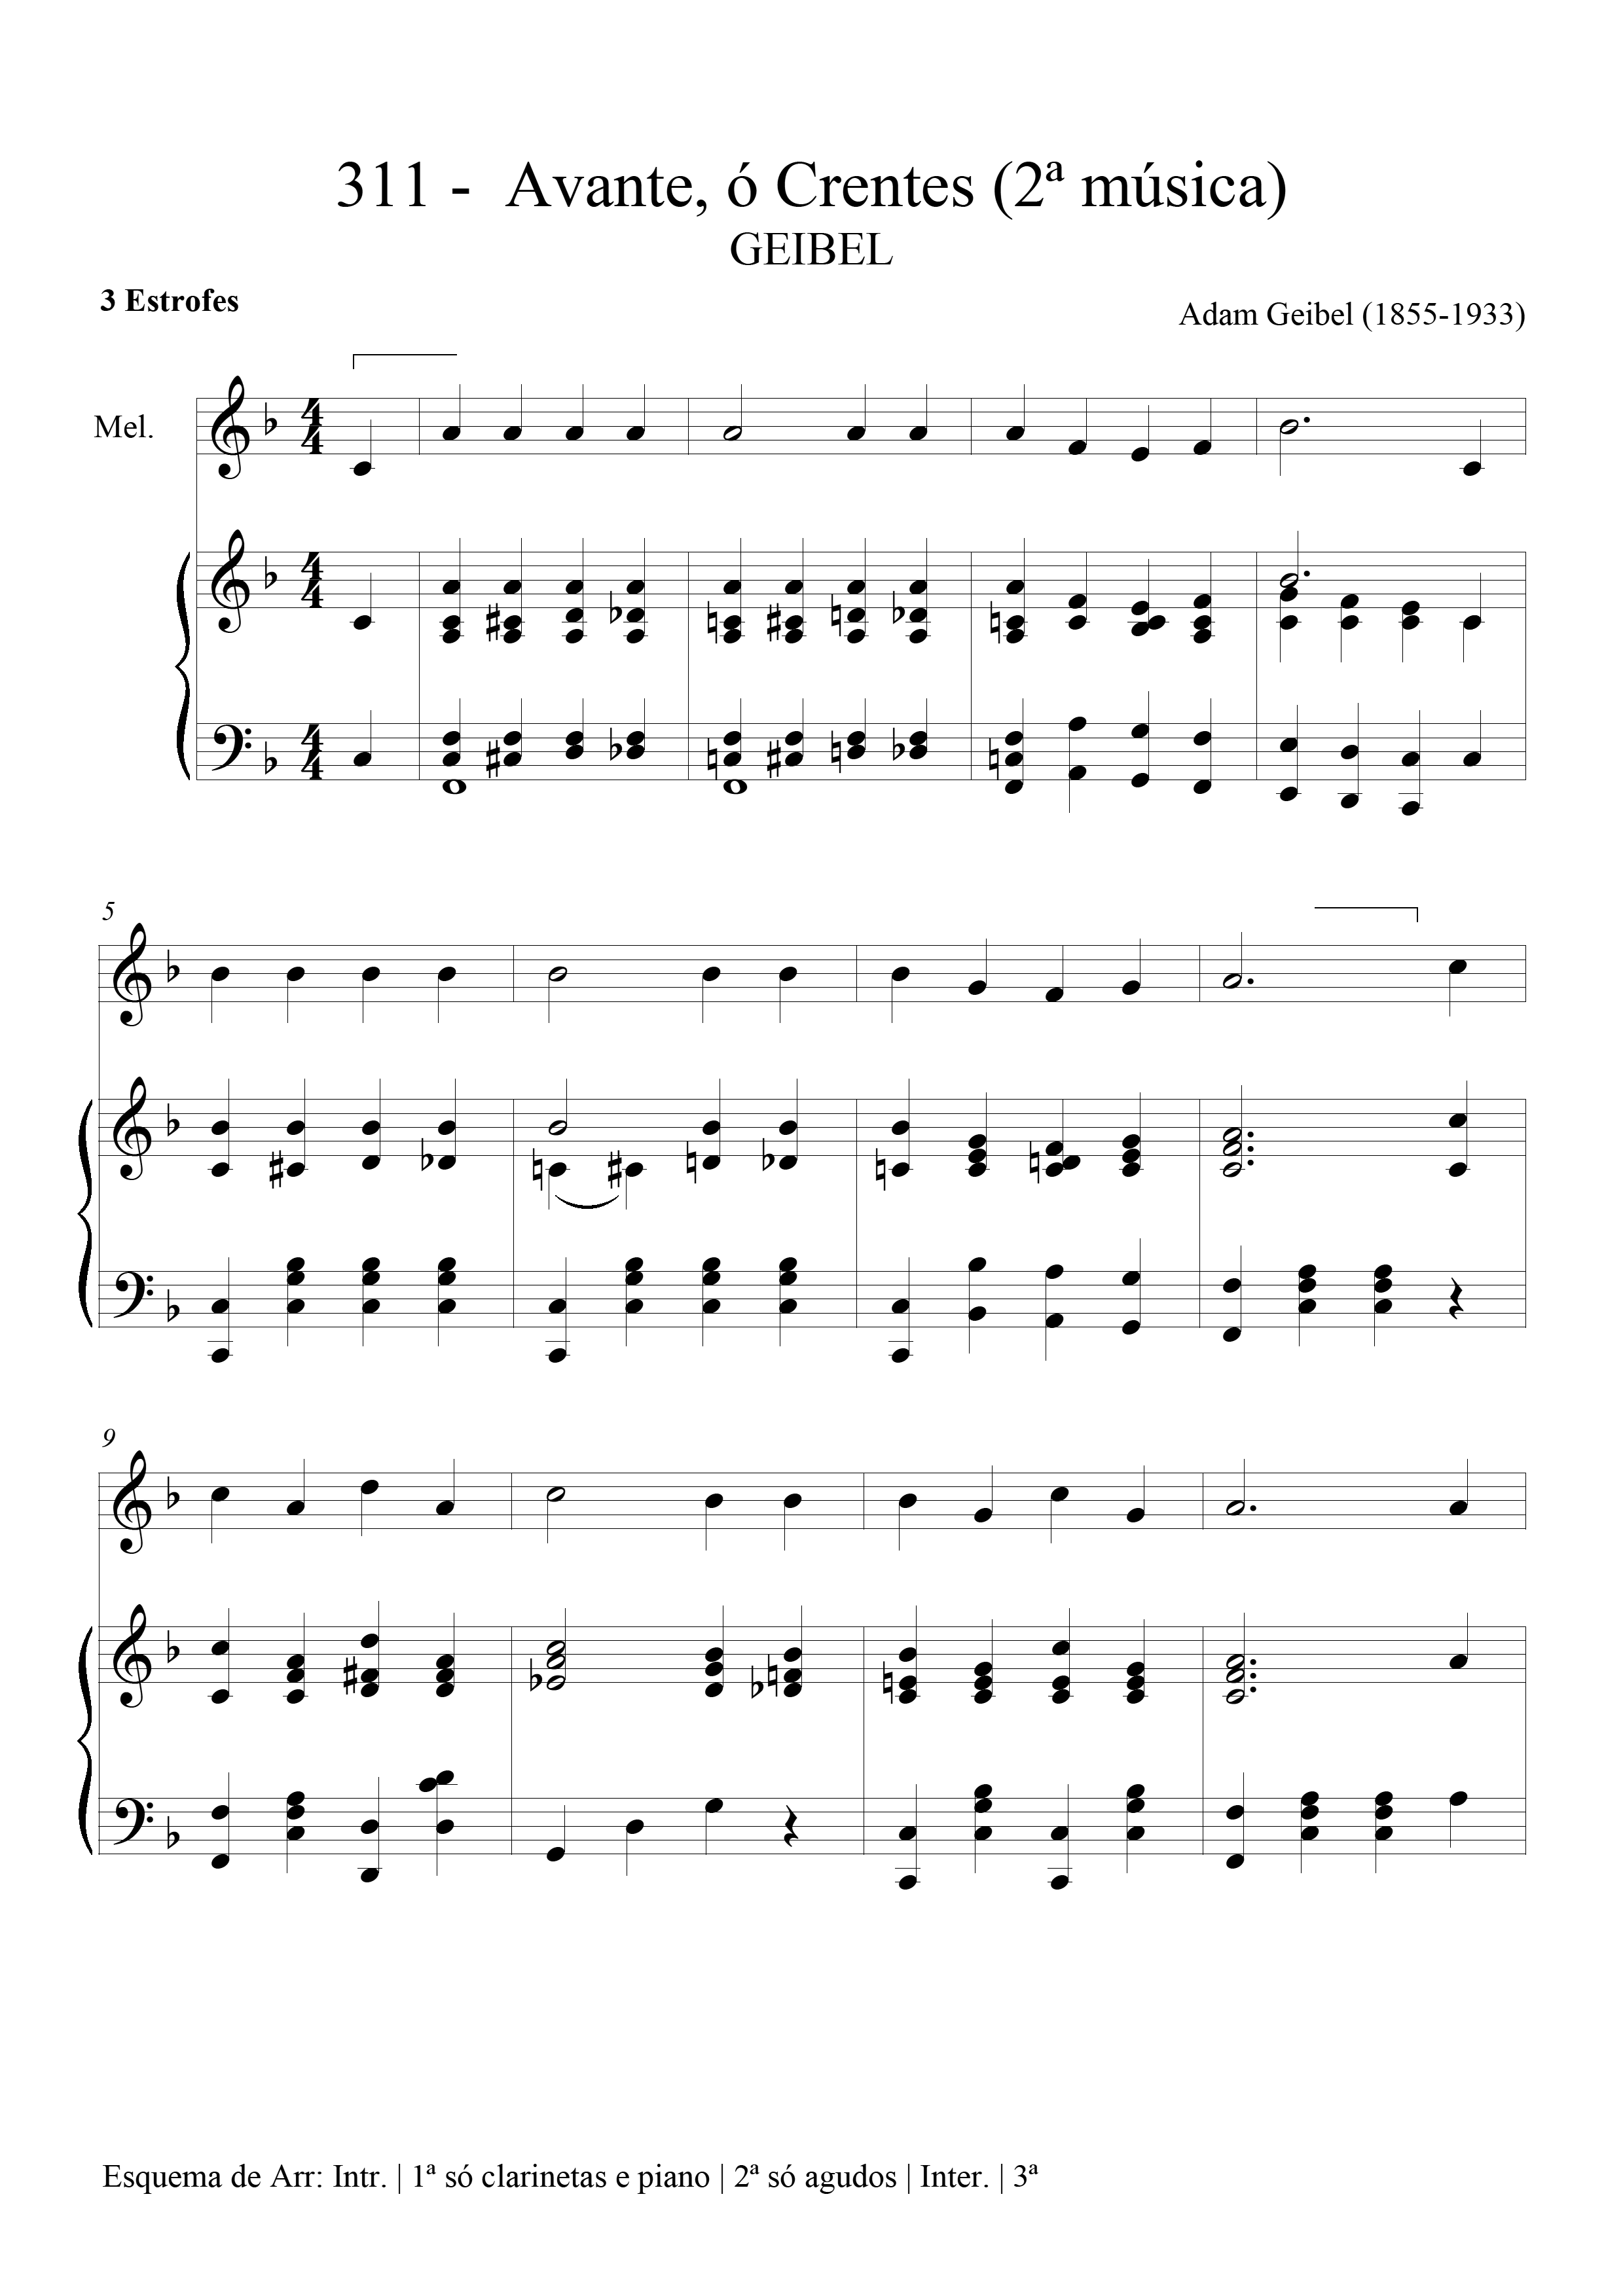 311 - Avante, ó Crentes (2ª música)
GEIBEL
3 Estrofes
Adam Geibel (1855-1933)
Mel.
5
9
Esquema de Arr: Intr. | 1ª só clarinetas e piano | 2ª só agudos | Inter. | 3ª